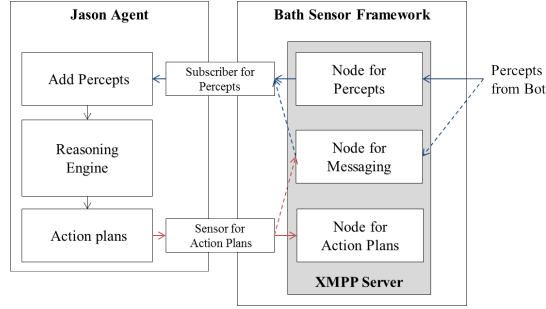 Jason Agent
Bath Sensor Framework
Add Percepts
Subscriber for
Percepts
Node for
Percepts
Percepts
from Bot
Reasoning
Engine
Node for
Messaging
Action plans
Sensor for
Action Plans
Node for
Action Plans
XMPP Server